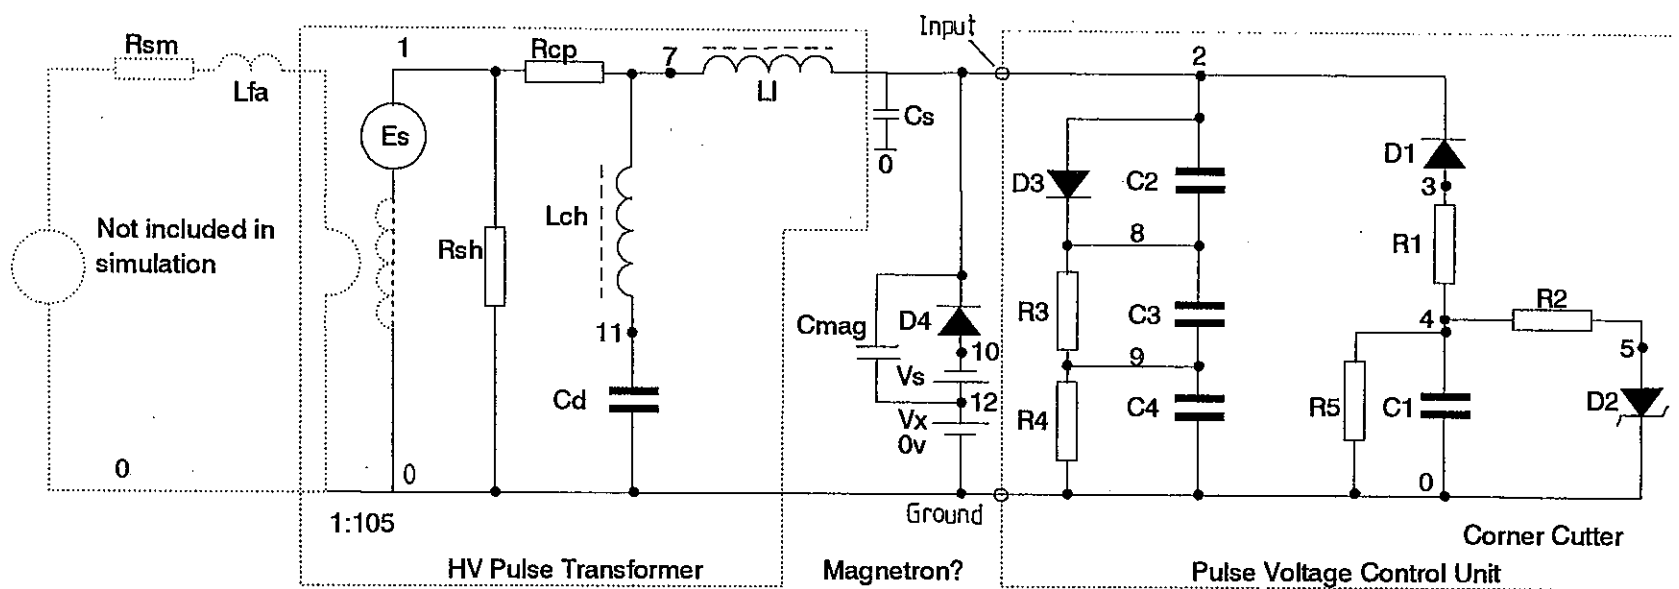 Input
Rsm
1
Rcp
7
2
Lfa
Ll
Cs
Es
0
D1
D3
C2
3
Lch
Not included in
simulation
Rsh
8
R1
R2
Cmag
D4
R3
C3
4
11
10
9
5
Vs
12
Cd
Vx
0v
R4
C4
R5
C1
D2
0
0
0
1:105
Ground
Corner Cutter
HV Pulse Transformer
Magnetron?
Pulse Voltage Control Unit